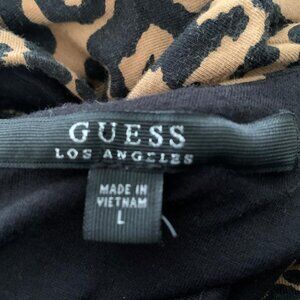 GUESS
LOS ANGELES
MADE IN
VIETNAM
L